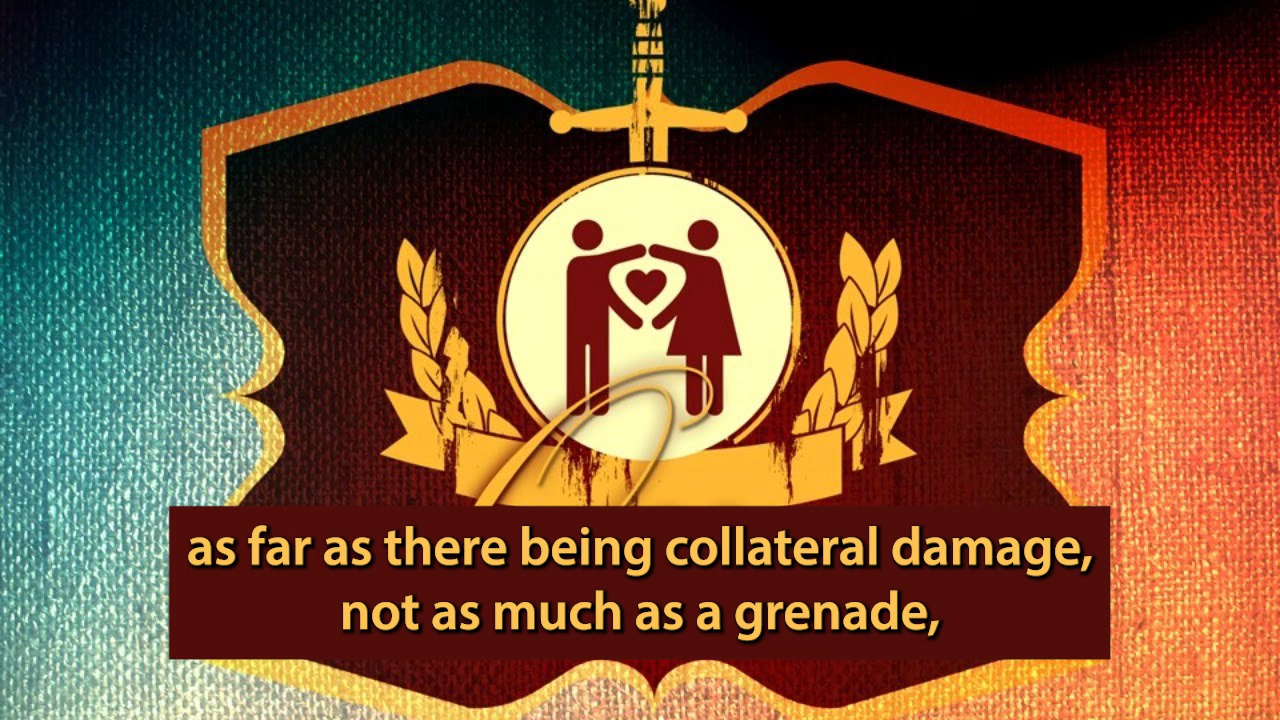 as far as there being collateral damage,
not as much as a grenade,